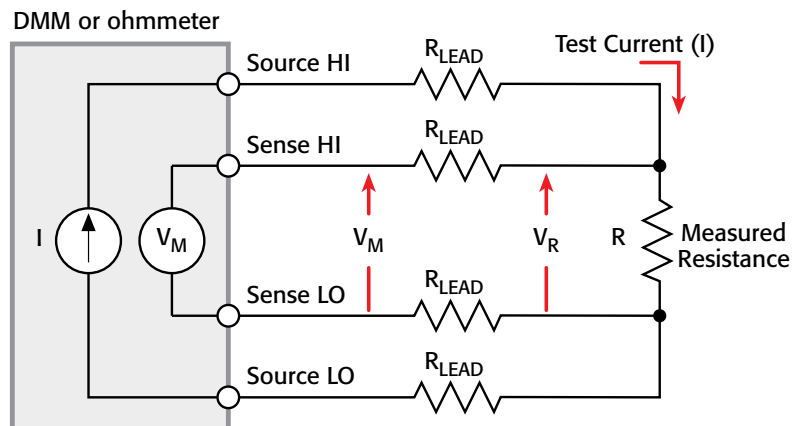 DMM or ohmmeter
Source HI
RLEAD
Test Current (I)
Sense HI
RLEAD
I
VM
VM
VR
R
Measured
Resistance
Sense LO
RLEAD
Source LO
RLEAD